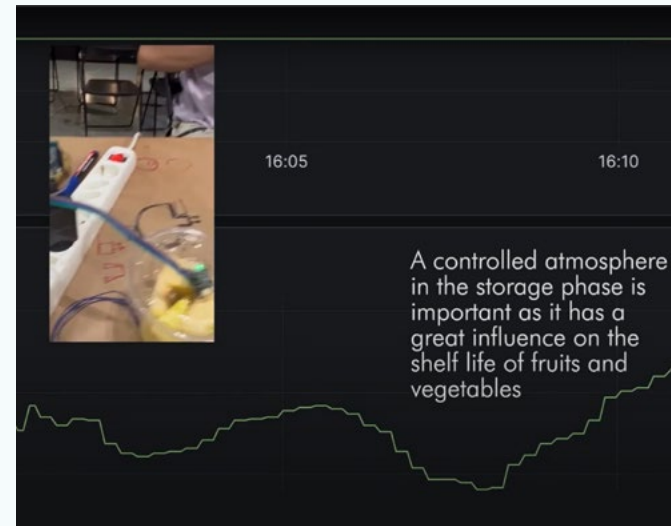 16:05
16:10
A controlled atmosphere
in the storage phase is
important as it has a
great influence on the
shelf life of fruits and
vegetables